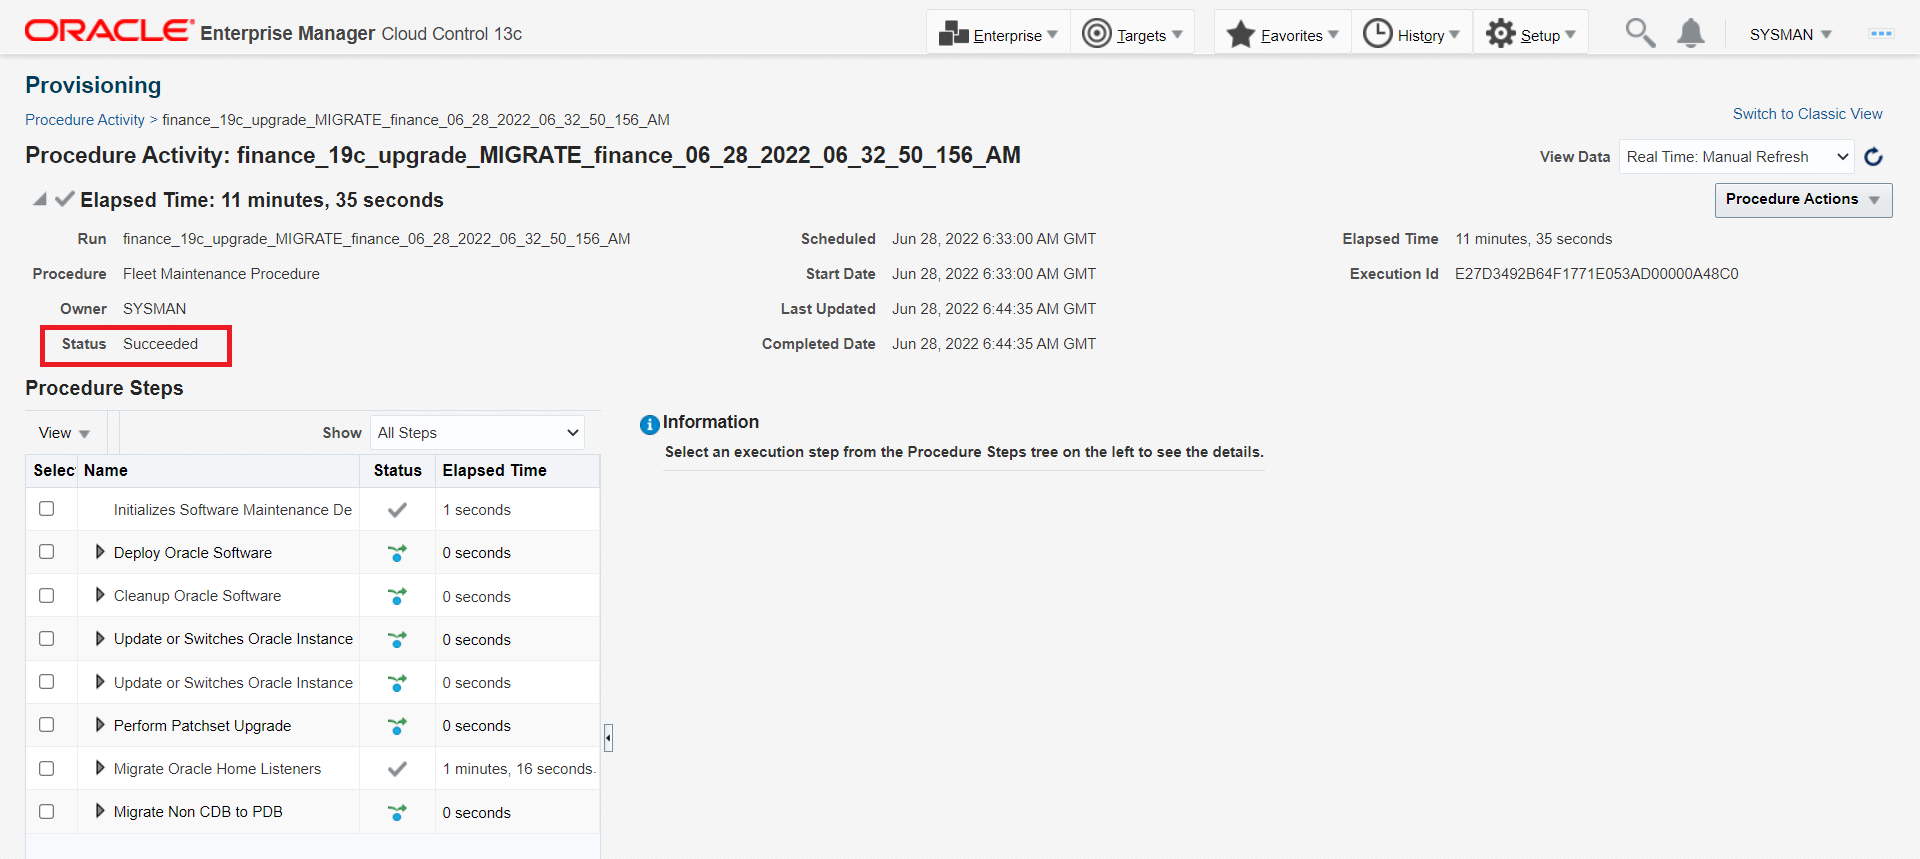 ORACLE Enterprise Manager Cloud Control 13c
Enterprise Targets Favorites History Setup SYSMAN
Provisioning
Procedure Activity > finance_19c_upgrade_MIGRATE_finance_06_28_2022_06_32_50_156_AM
Switch to Classic View
Procedure Activity: finance_19c_upgrade_MIGRATE_finance_06_28_2022_06_32_50_156_AM
View Data Real Time: Manual Refresh
Elapsed Time: 11 minutes, 35 seconds
Procedure Actions
Run finance_19c_upgrade_MIGRATE_finance_06_28_2022_06_32_50_156_AM
Scheduled Jun 28, 2022 6:33:00 AM GMT
Elapsed Time 11 minutes, 35 seconds
Procedure Fleet Maintenance Procedure
Start Date Jun 28, 2022 6:33:00 AM GMT
Execution Id E27D3492B64F1771E053AD00000A48C0
Owner SYSMAN
Last Updated Jun 28, 2022 6:44:35 AM GMT
Status Succeeded
Completed Date Jun 28, 2022 6:44:35 AM GMT
Procedure Steps
View Show All Steps
Selec Name Status Elapsed Time
Initializes Software Maintenance De 1 seconds
Deploy Oracle Software 0 seconds
Cleanup Oracle Software 0 seconds
Update or Switches Oracle Instance 0 seconds
Update or Switches Oracle Instance 0 seconds
Perform Patchset Upgrade 0 seconds
Migrate Oracle Home Listeners 1 minutes, 16 seconds.
Migrate Non CDB to PDB 0 seconds
Information
Select an execution step from the Procedure Steps tree on the left to see the details.